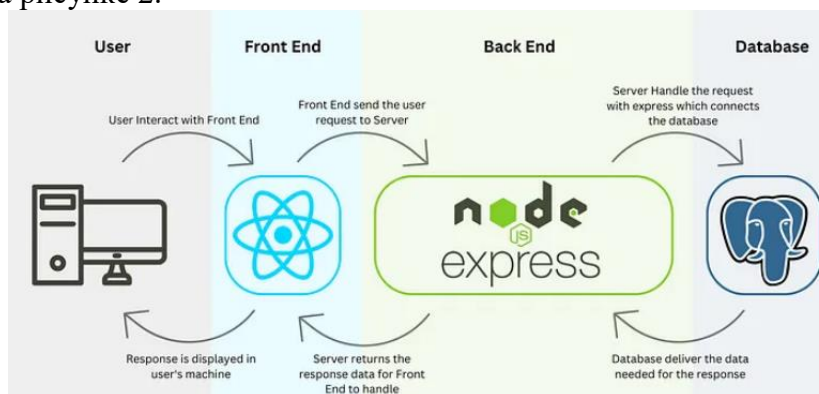 рисунке 2.
User
Front End
Back End
Database
User Interact with Front End
Front End send the user
request to Server
Server Handle the request
with express which connects
the database
node
JS
express
Response is displayed in
user's machine
Server returns the
response data for Front
End to handle
Database deliver the data
needed for the response